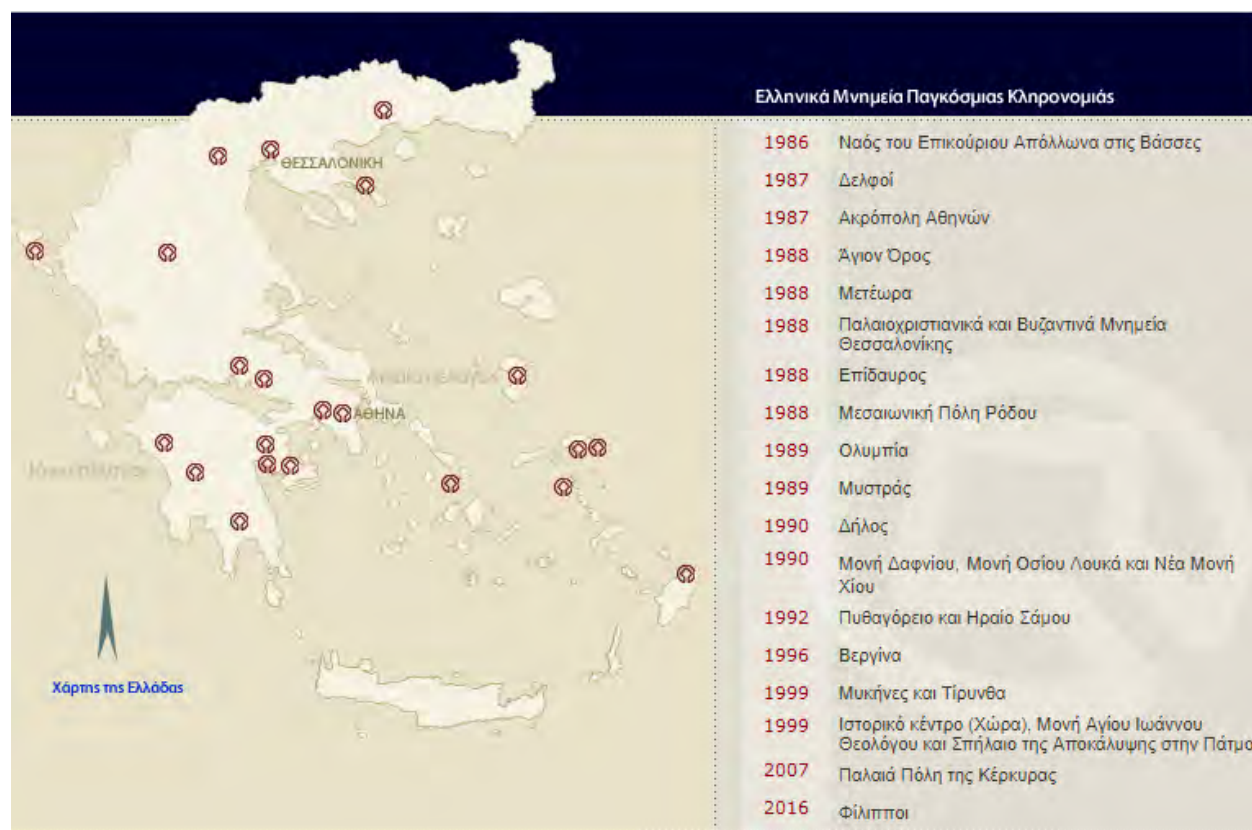 Ελληνικά Μνημεία Παγκόσμιας Κληρονομιάς
ΘΕΣΣΑΛΟΝΙΚΗ
ΑΘΗΝΑ
Χάρτης της Ελλάδας
1986 Ναός του Επικούριου Απόλλωνα στις Βάσσες
1987 Δελφοί
1987 Ακρόπολη Αθηνών
1988 Άγιον Όρος
1988 Μετέωρα
1988 Παλαιοχριστιανικά και Βυζαντινά Μνημεία
Θεσσαλονίκης
1988 Επίδαυρος
1988 Μεσαιωνική Πόλη Ρόδου
1989 Ολυμπία
1989 Μυστράς
1990 Δήλος
1990 Μονή Δαφνίου, Μονή Οσίου Λουκά και Νέα Μονή
Χίου
1992 Πυθαγόρειο και Ηραίο Σάμου
1996 Βεργίνα
1999 Μυκήνες και Τίρυνθα
1999 Ιστορικό κέντρο (Χώρα), Μονή Αγίου Ιωάννου
Θεολόγου και Σπήλαιο της Αποκάλυψης στην Πάτμο
2007 Παλαιά Πόλη της Κέρκυρας
2016 Φίλιπποι